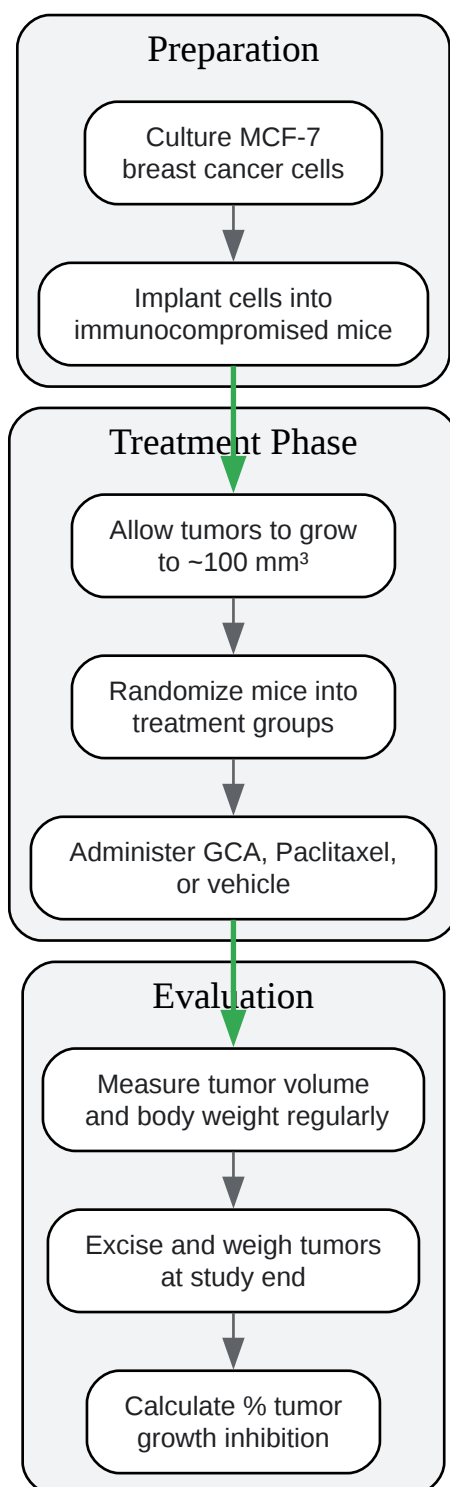 Preparation
Culture MCF-7
breast cancer cells
Implant cells into
immunocompromised mice
Treatment Phase
Allow tumors to grow
to ~100 mm³
Randomize mice into
treatment groups
Administer GCA, Paclitaxel,
or vehicle
Evaluation
Measure tumor volume
and body weight regularly
Excise and weigh tumors
at study end
Calculate % tumor
growth inhibition